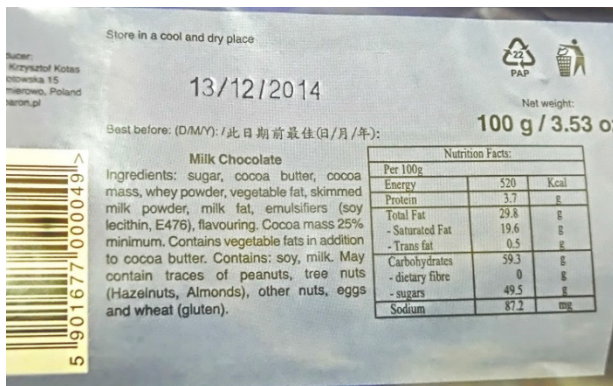 Store in a cool and dry place
ducer:
Krzysztof Kotas
otowska 15
mierowo, Poland
aron.pl
13/12/2014
Best before: (D/M/Y): /此日期前最佳(日/月/年):
22
PAP
Net weight:
100 g / 3.53 o
Milk Chocolate
Ingredients: sugar, cocoa butter, cocoa
mass, whey powder, vegetable fat, skimmed
milk powder, milk fat, emulsifiers (soy
lecithin, E476), flavouring. Cocoa mass 25%
minimum. Contains vegetable fats in addition
to cocoa butter. Contains: soy, milk. May
contain traces of peanuts, tree nuts
(Hazelnuts, Almonds), other nuts, eggs
and wheat (gluten).
Nutrition Facts:
Per 100g
Energy 520 Kcal
Protein 3.7 g
Total Fat 29.8 g
- Saturated Fat 19.6 g
- Trans fat 0.5 g
Carbohydrates 59.3 g
- dietary fibre 0 g
- sugars 49.5 g
Sodium 87.2 mg
5 901677 000049 >